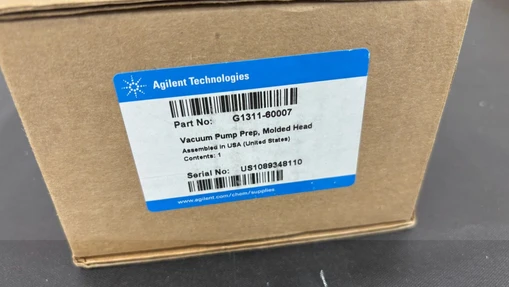 Agilent Technologies
Part No: G1311-60007
Vacuum Pump Prep, Molded Head
Assembled in USA (United States)
Contents: 1
Serial No: US1089348110
www.agilent.com/chem/supplies